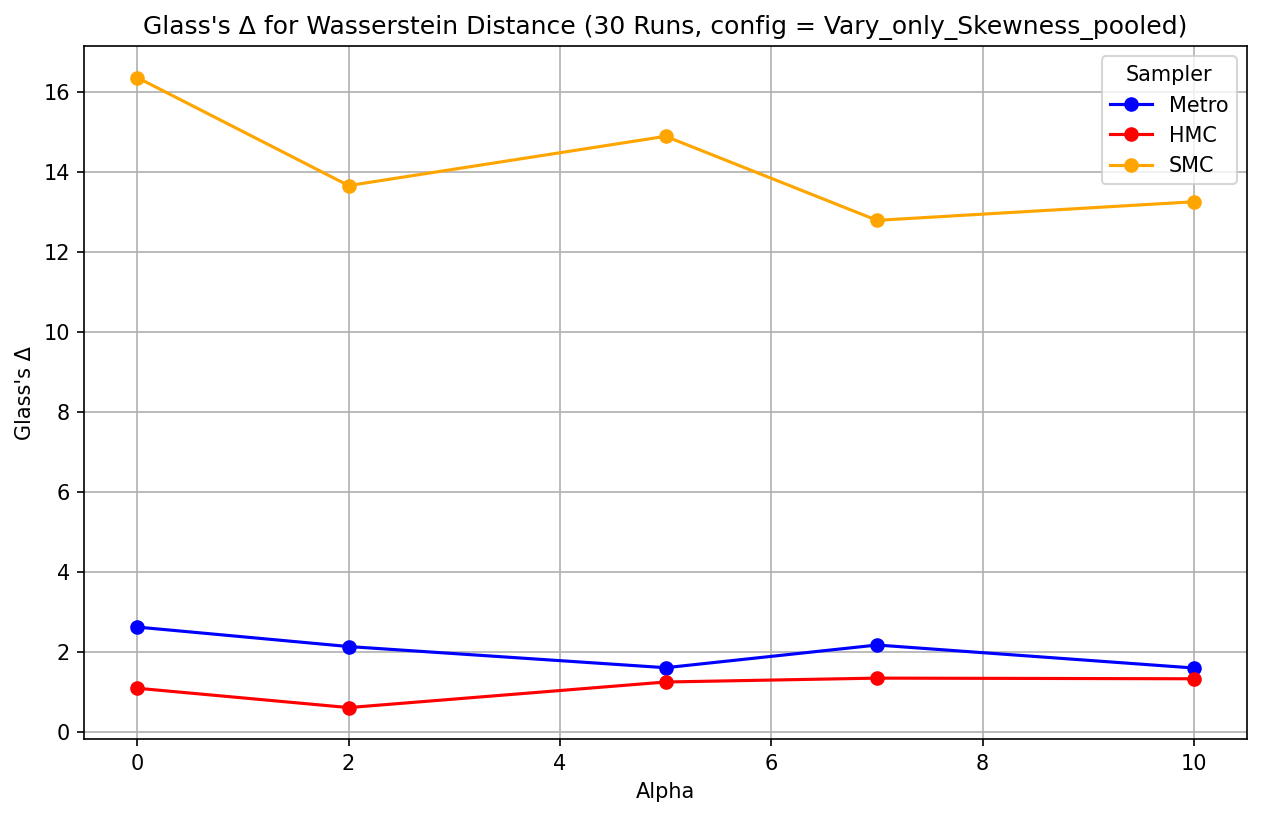 Glass's Δ for Wasserstein Distance (30 Runs, config = Vary_only_Skewness_pooled)
Sampler
Metro
HMC
SMC
Glass's Δ
16
14
12
10
8
6
4
2
0
0 2 4 6 8 10
Alpha